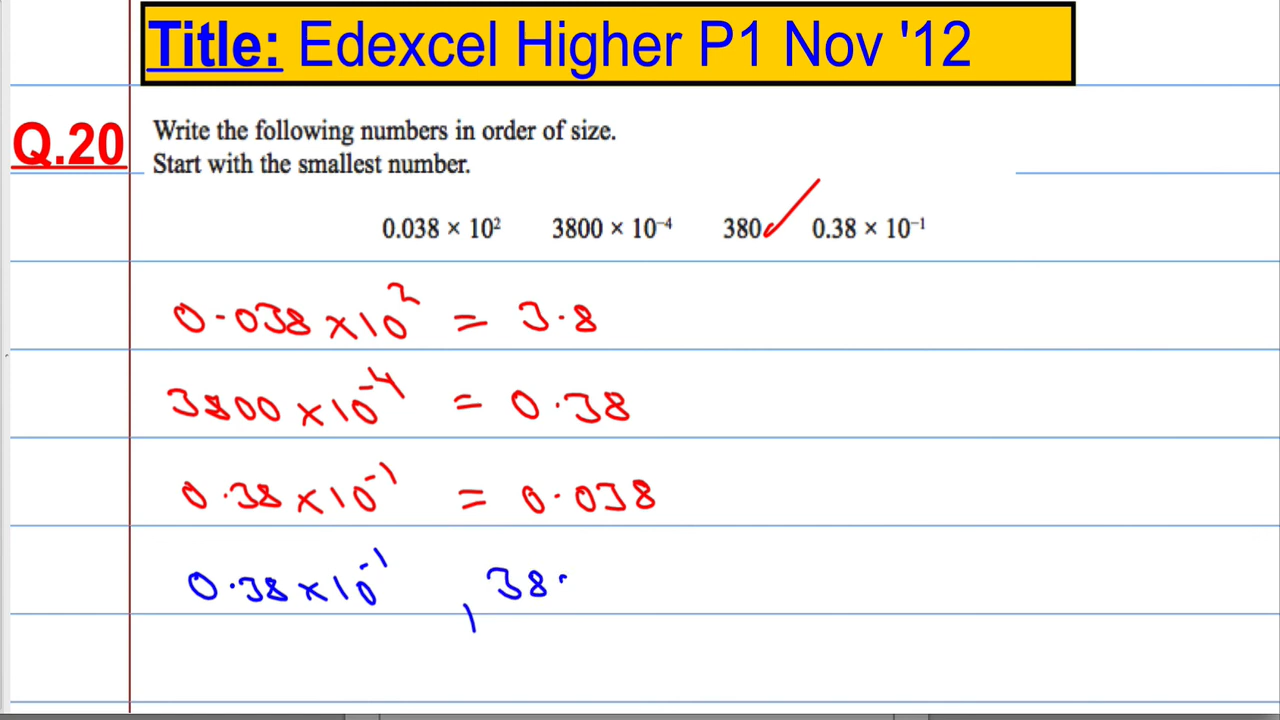 Title: Edexcel Higher P1 Nov '12
Q.20 Write the following numbers in order of size.
Start with the smallest number.
0.038 × 10² 3800 × 10⁻⁴ 380 0.38 × 10⁻¹
0.038 × 10² = 3.8
3800 × 10⁻⁴ = 0.38
0.38 × 10⁻¹ = 0.038
0.38 × 10⁻¹ , 38